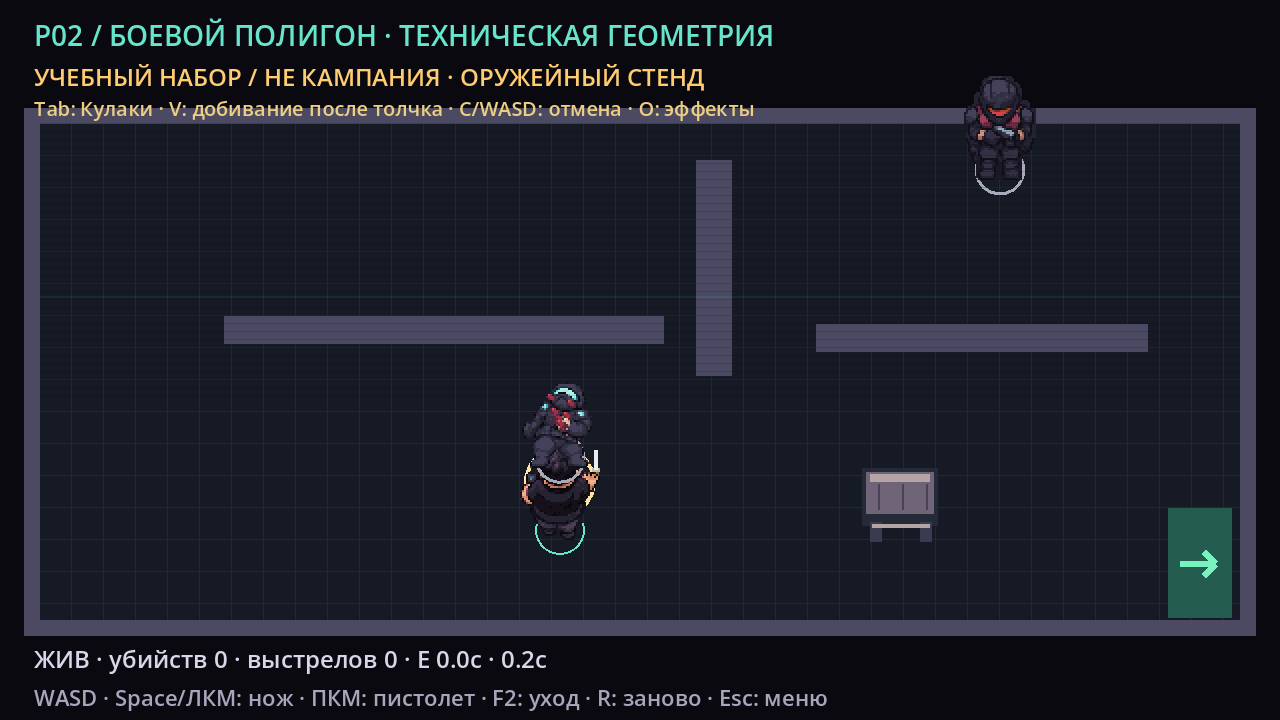 P02 / БОЕВОЙ ПОЛИГОН · ТЕХНИЧЕСКАЯ ГЕОМЕТРИЯ
УЧЕБНЫЙ НАБОР / НЕ КАМПАНИЯ · ОРУЖЕЙНЫЙ СТЕНД
Tab: Кулаки · V: добивание после толчка · C/WASD: отмена · O: эффекты
ЖИВ · убийств 0 · выстрелов 0 · E 0.0с · 0.2с
WASD · Space/ЛКМ: нож · ПКМ: пистолет · F2: уход · R: заново · Esc: меню